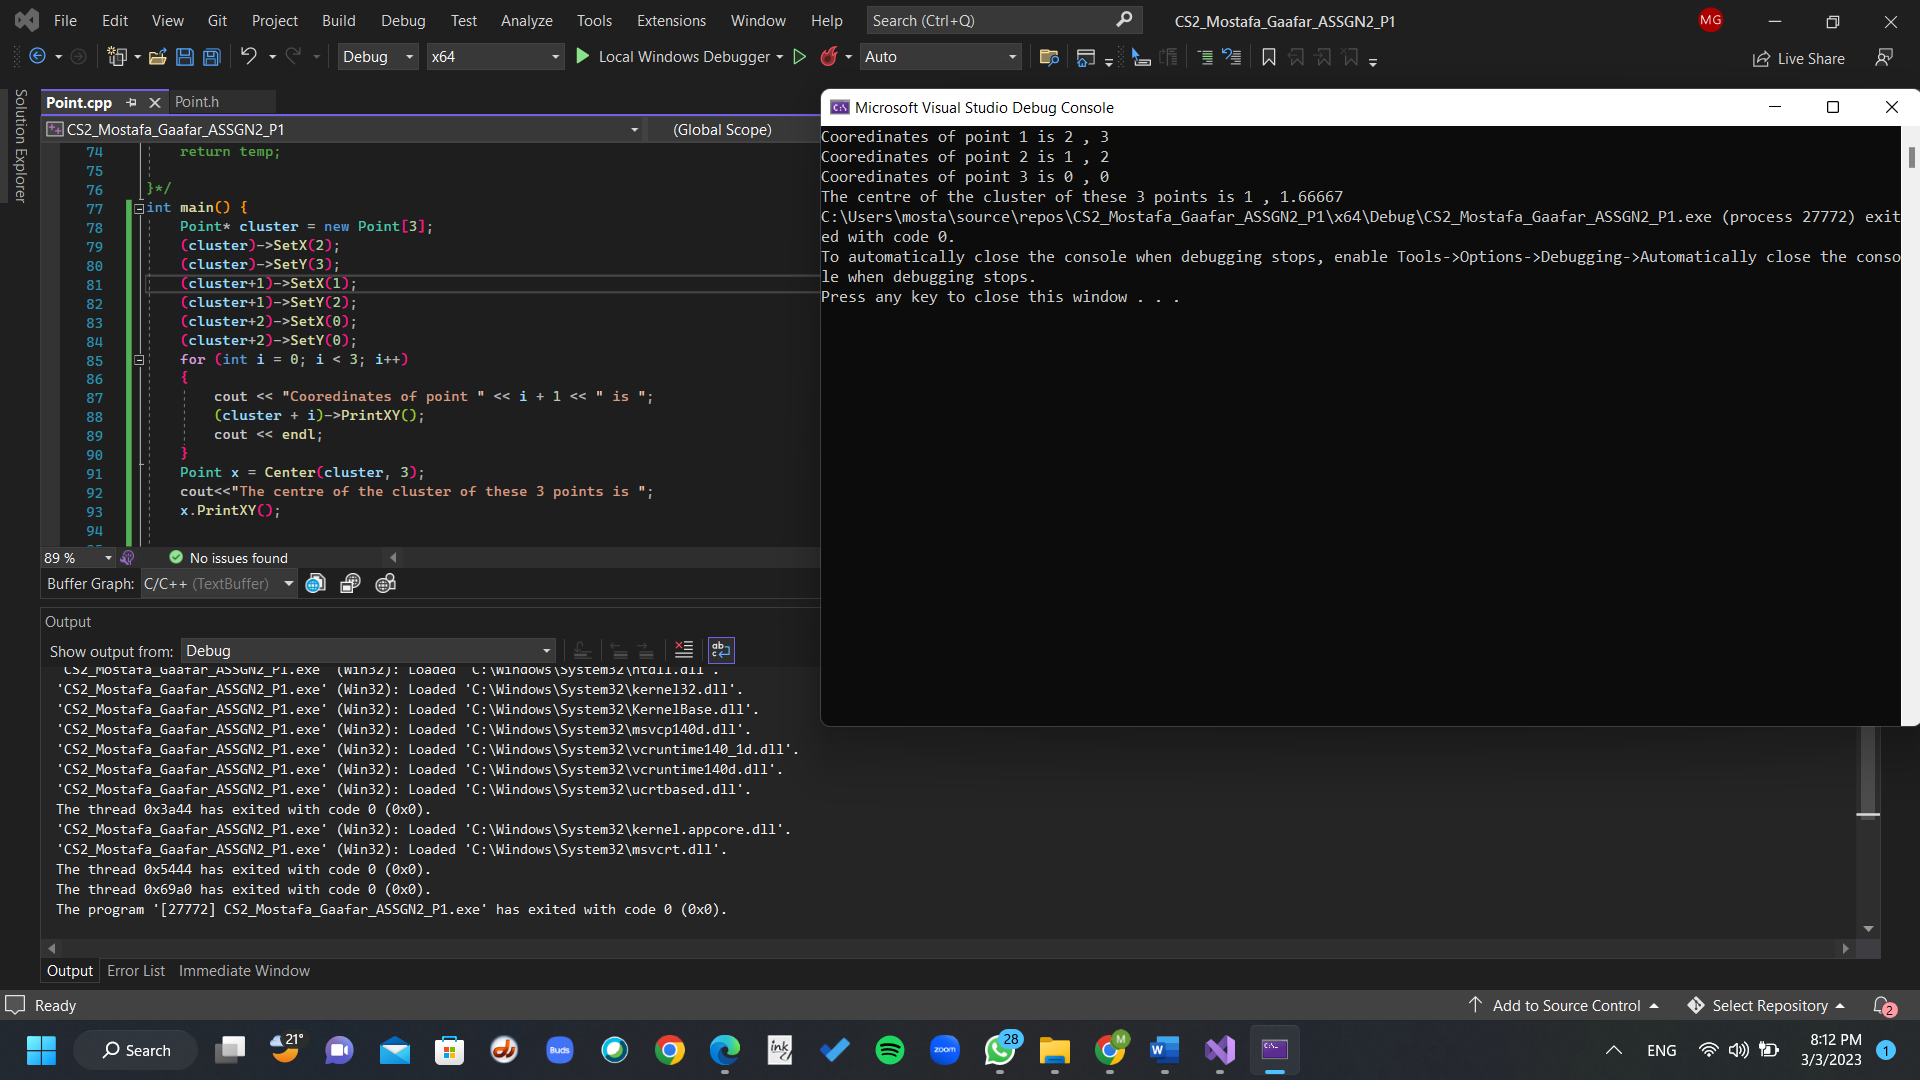 File Edit View Git Project Build Debug Test Analyze Tools Extensions Window Help Search (Ctrl+Q) CS2_Mostafa_Gaafar_ASSGN2_P1 MG
Debug x64 Local Windows Debugger Auto Live Share
Solution Explorer
Point.cpp Point.h
CS2_Mostafa_Gaafar_ASSGN2_P1 (Global Scope)
74 return temp;
75
76 }*/
77 int main() {
78 Point* cluster = new Point[3];
79 (cluster)->SetX(2);
80 (cluster)->SetY(3);
81 (cluster+1)->SetX(1);
82 (cluster+1)->SetY(2);
83 (cluster+2)->SetX(0);
84 (cluster+2)->SetY(0);
85 for (int i = 0; i < 3; i++)
86 {
87 cout << "Cooredinates of point " << i + 1 << " is ";
88 (cluster + i)->PrintXY();
89 cout << endl;
90 }
91 Point x = Center(cluster, 3);
92 cout<<"The centre of the cluster of these 3 points is ";
93 x.PrintXY();
94
89 % No issues found
Buffer Graph: C/C++ (TextBuffer)
Microsoft Visual Studio Debug Console
Cooredinates of point 1 is 2 , 3
Cooredinates of point 2 is 1 , 2
Cooredinates of point 3 is 0 , 0
The centre of the cluster of these 3 points is 1 , 1.66667
C:\Users\mosta\source\repos\CS2_Mostafa_Gaafar_ASSGN2_P1\x64\Debug\CS2_Mostafa_Gaafar_ASSGN2_P1.exe (process 27772) exit
ed with code 0.
To automatically close the console when debugging stops, enable Tools->Options->Debugging->Automatically close the conso
le when debugging stops.
Press any key to close this window . . .
Output
Show output from: Debug
'CS2_Mostafa_Gaafar_ASSGN2_P1.exe' (Win32): Loaded 'C:\Windows\System32\ntdll.dll'.
'CS2_Mostafa_Gaafar_ASSGN2_P1.exe' (Win32): Loaded 'C:\Windows\System32\kernel32.dll'.
'CS2_Mostafa_Gaafar_ASSGN2_P1.exe' (Win32): Loaded 'C:\Windows\System32\KernelBase.dll'.
'CS2_Mostafa_Gaafar_ASSGN2_P1.exe' (Win32): Loaded 'C:\Windows\System32\msvcp140d.dll'.
'CS2_Mostafa_Gaafar_ASSGN2_P1.exe' (Win32): Loaded 'C:\Windows\System32\vcruntime140_1d.dll'.
'CS2_Mostafa_Gaafar_ASSGN2_P1.exe' (Win32): Loaded 'C:\Windows\System32\vcruntime140d.dll'.
'CS2_Mostafa_Gaafar_ASSGN2_P1.exe' (Win32): Loaded 'C:\Windows\System32\ucrtbased.dll'.
The thread 0x3a44 has exited with code 0 (0x0).
'CS2_Mostafa_Gaafar_ASSGN2_P1.exe' (Win32): Loaded 'C:\Windows\System32\kernel.appcore.dll'.
'CS2_Mostafa_Gaafar_ASSGN2_P1.exe' (Win32): Loaded 'C:\Windows\System32\msvcrt.dll'.
The thread 0x5444 has exited with code 0 (0x0).
The thread 0x69a0 has exited with code 0 (0x0).
The program '[27772] CS2_Mostafa_Gaafar_ASSGN2_P1.exe' has exited with code 0 (0x0).
Output Error List Immediate Window
Ready Add to Source Control Select Repository 2
Search 21° Buds ink zoom 28 M W ENG 8:12 PM
3/3/2023 1